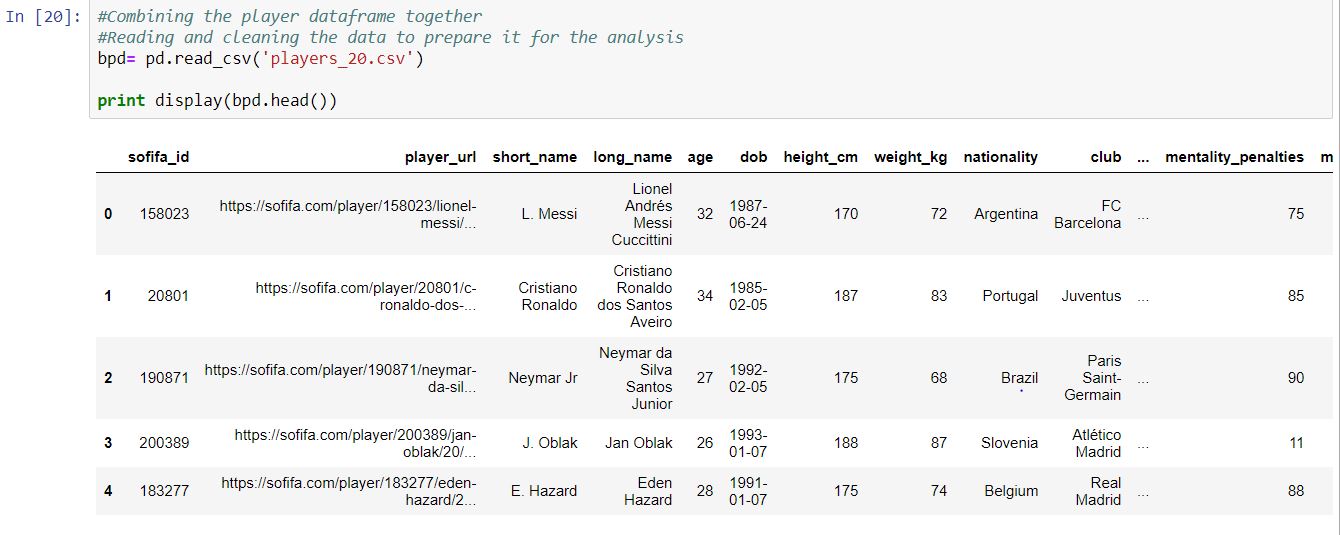 In [20]:
#Combining the player dataframe together
#Reading and cleaning the data to prepare it for the analysis
bpd= pd.read_csv('players_20.csv')
print display(bpd.head())
sofifa_id player_url short_name long_name age dob height_cm weight_kg nationality club ... mentality_penalties m
0 158023 https://sofifa.com/player/158023/lionel-messi/... L. Messi Lionel Andrés Messi Cuccittini 32 1987-06-24 170 72 Argentina FC Barcelona ... 75
1 20801 https://sofifa.com/player/20801/c-ronaldo-dos-... Cristiano Ronaldo Cristiano Ronaldo dos Santos Aveiro 34 1985-02-05 187 83 Portugal Juventus ... 85
2 190871 https://sofifa.com/player/190871/neymar-da-sil... Neymar Jr Neymar da Silva Santos Junior 27 1992-02-05 175 68 Brazil Paris Saint-Germain ... 90
3 200389 https://sofifa.com/player/200389/jan-oblak/20/... J. Oblak Jan Oblak 26 1993-01-07 188 87 Slovenia Atlético Madrid ... 11
4 183277 https://sofifa.com/player/183277/eden-hazard/2... E. Hazard Eden Hazard 28 1991-01-07 175 74 Belgium Real Madrid ... 88